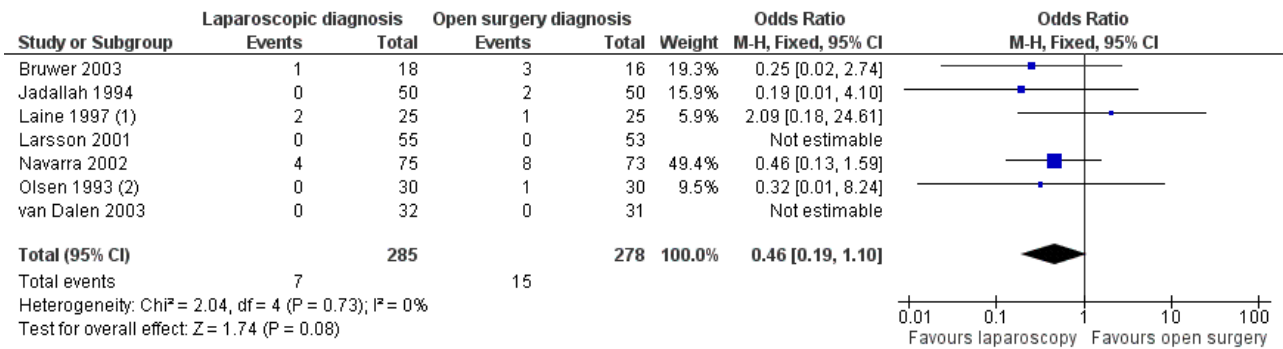 Laparoscopic diagnosis Open surgery diagnosis Odds Ratio Odds Ratio
Study or Subgroup Events Total Events Total Weight M-H, Fixed, 95% CI M-H, Fixed, 95% CI
Bruwer 2003 1 18 3 16 19.3% 0.25 [0.02, 2.74]
Jadallah 1994 0 50 2 50 15.9% 0.19 [0.01, 4.10]
Laine 1997 (1) 2 25 1 25 5.9% 2.09 [0.18, 24.61]
Larsson 2001 0 55 0 53 Not estimable
Navarra 2002 4 75 8 73 49.4% 0.46 [0.13, 1.59]
Olsen 1993 (2) 0 30 1 30 9.5% 0.32 [0.01, 8.24]
van Dalen 2003 0 32 0 31 Not estimable
Total (95% CI) 285 278 100.0% 0.46 [0.19, 1.10]
Total events 7 15
Heterogeneity: Chi² = 2.04, df = 4 (P = 0.73); I² = 0%
Test for overall effect: Z = 1.74 (P = 0.08)
0.01 0.1 1 10 100
Favours laparoscopy Favours open surgery